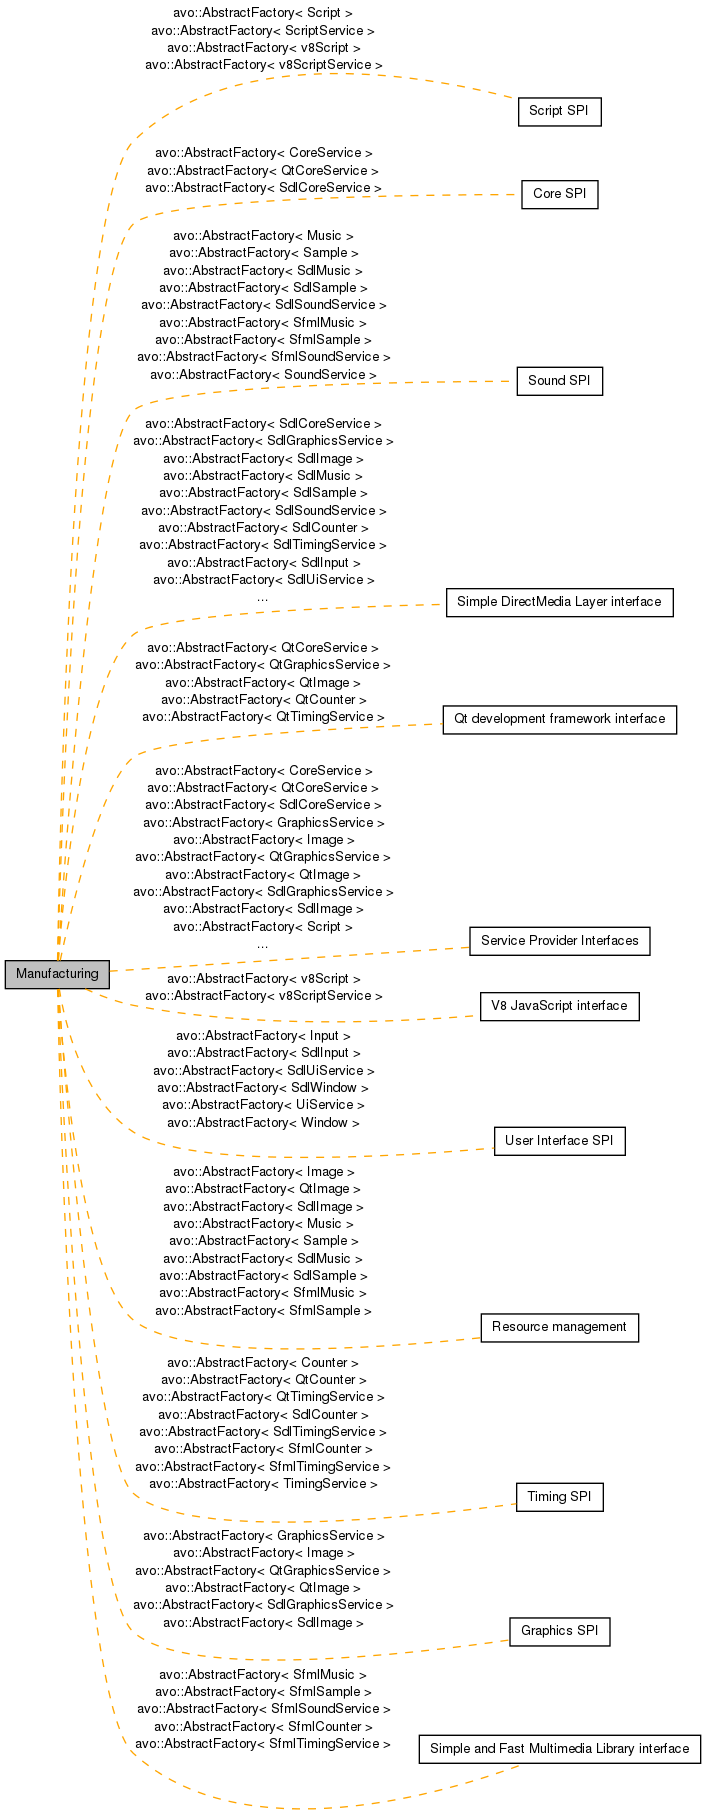 avo::AbstractFactory< Script >
avo::AbstractFactory< ScriptService >
avo::AbstractFactory< v8Script >
avo::AbstractFactory< v8ScriptService >
Script SPI
avo::AbstractFactory< CoreService >
avo::AbstractFactory< QtCoreService >
avo::AbstractFactory< SdlCoreService >
Core SPI
avo::AbstractFactory< Music >
avo::AbstractFactory< Sample >
avo::AbstractFactory< SdlMusic >
avo::AbstractFactory< SdlSample >
avo::AbstractFactory< SdlSoundService >
avo::AbstractFactory< SfmlMusic >
avo::AbstractFactory< SfmlSample >
avo::AbstractFactory< SfmlSoundService >
avo::AbstractFactory< SoundService >
Sound SPI
avo::AbstractFactory< SdlCoreService >
avo::AbstractFactory< SdlGraphicsService >
avo::AbstractFactory< SdlImage >
avo::AbstractFactory< SdlMusic >
avo::AbstractFactory< SdlSample >
avo::AbstractFactory< SdlSoundService >
avo::AbstractFactory< SdlCounter >
avo::AbstractFactory< SdlTimingService >
avo::AbstractFactory< SdlInput >
avo::AbstractFactory< SdlUiService >
...
Simple DirectMedia Layer interface
avo::AbstractFactory< QtCoreService >
avo::AbstractFactory< QtGraphicsService >
avo::AbstractFactory< QtImage >
avo::AbstractFactory< QtCounter >
avo::AbstractFactory< QtTimingService >
Qt development framework interface
avo::AbstractFactory< CoreService >
avo::AbstractFactory< QtCoreService >
avo::AbstractFactory< SdlCoreService >
avo::AbstractFactory< GraphicsService >
avo::AbstractFactory< Image >
avo::AbstractFactory< QtGraphicsService >
avo::AbstractFactory< QtImage >
avo::AbstractFactory< SdlGraphicsService >
avo::AbstractFactory< SdlImage >
avo::AbstractFactory< Script >
...
Service Provider Interfaces
Manufacturing
avo::AbstractFactory< v8Script >
avo::AbstractFactory< v8ScriptService >
V8 JavaScript interface
avo::AbstractFactory< Input >
avo::AbstractFactory< SdlInput >
avo::AbstractFactory< SdlUiService >
avo::AbstractFactory< SdlWindow >
avo::AbstractFactory< UiService >
avo::AbstractFactory< Window >
User Interface SPI
avo::AbstractFactory< Image >
avo::AbstractFactory< QtImage >
avo::AbstractFactory< SdlImage >
avo::AbstractFactory< Music >
avo::AbstractFactory< Sample >
avo::AbstractFactory< SdlMusic >
avo::AbstractFactory< SdlSample >
avo::AbstractFactory< SfmlMusic >
avo::AbstractFactory< SfmlSample >
Resource management
avo::AbstractFactory< Counter >
avo::AbstractFactory< QtCounter >
avo::AbstractFactory< QtTimingService >
avo::AbstractFactory< SdlCounter >
avo::AbstractFactory< SdlTimingService >
avo::AbstractFactory< SfmlCounter >
avo::AbstractFactory< SfmlTimingService >
avo::AbstractFactory< TimingService >
Timing SPI
avo::AbstractFactory< GraphicsService >
avo::AbstractFactory< Image >
avo::AbstractFactory< QtGraphicsService >
avo::AbstractFactory< QtImage >
avo::AbstractFactory< SdlGraphicsService >
avo::AbstractFactory< SdlImage >
Graphics SPI
avo::AbstractFactory< SfmlMusic >
avo::AbstractFactory< SfmlSample >
avo::AbstractFactory< SfmlSoundService >
avo::AbstractFactory< SfmlCounter >
avo::AbstractFactory< SfmlTimingService >
Simple and Fast Multimedia Library interface